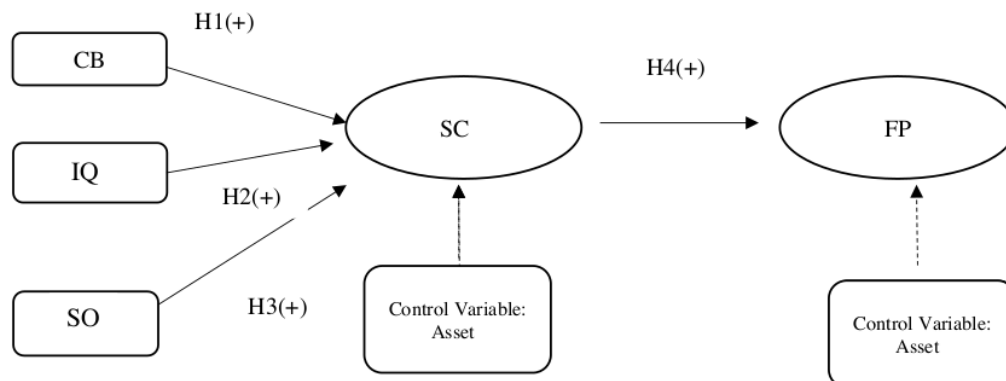 H1(+)
CB
H4(+)
SC
FP
IQ
H2(+)
H3(+)
SO
Control Variable:
Asset
Control Variable:
Asset